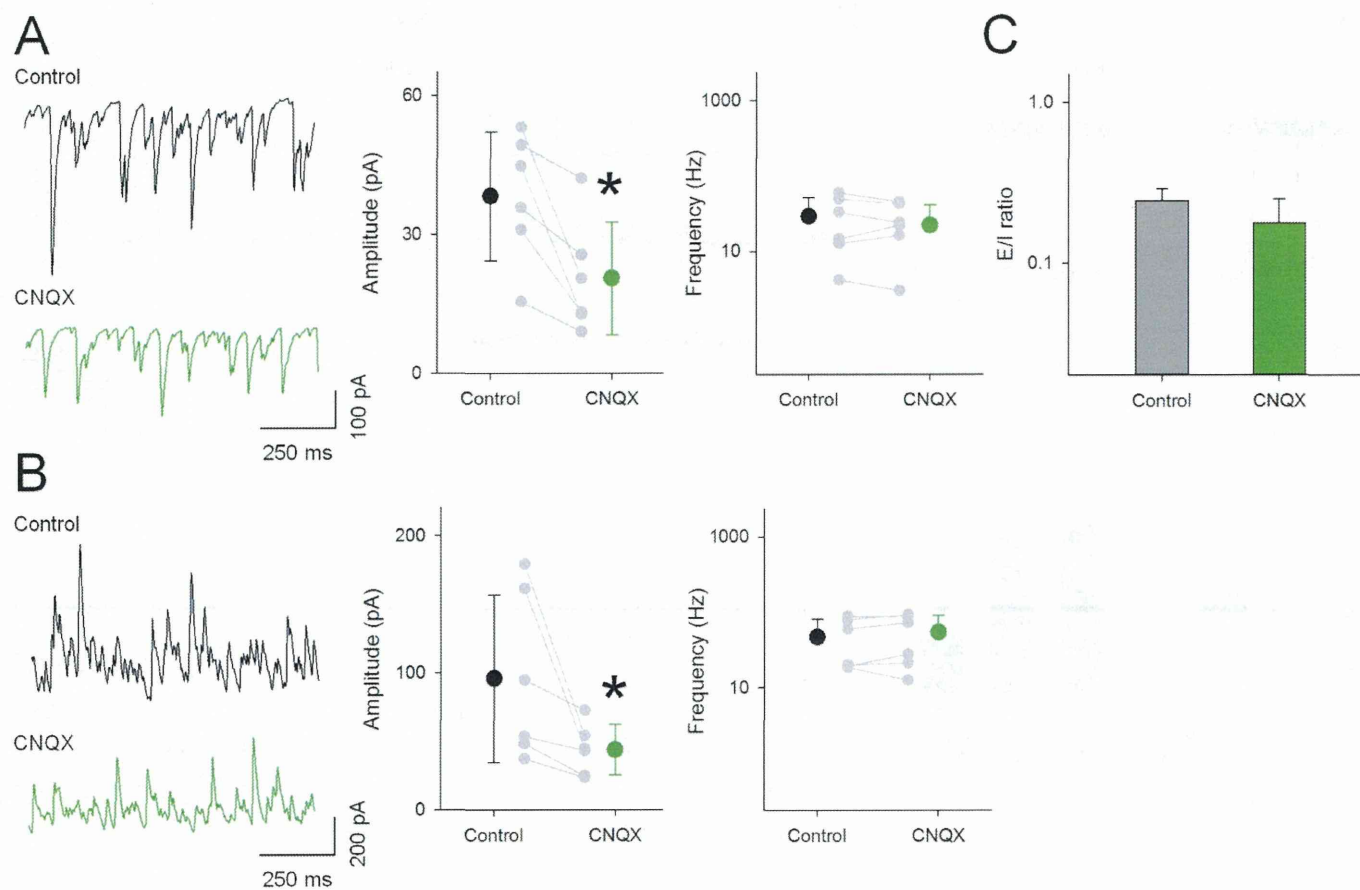 A
Control
CNQX
100 pA
250 ms
Amplitude (pA)
60
30
0
*
Control
CNQX
Frequency (Hz)
1000
10
Control
CNQX
C
E/I ratio
1.0
0.1
Control
CNQX
B
Control
CNQX
200 pA
250 ms
Amplitude (pA)
200
100
0
*
Control
CNQX
Frequency (Hz)
1000
10
Control
CNQX